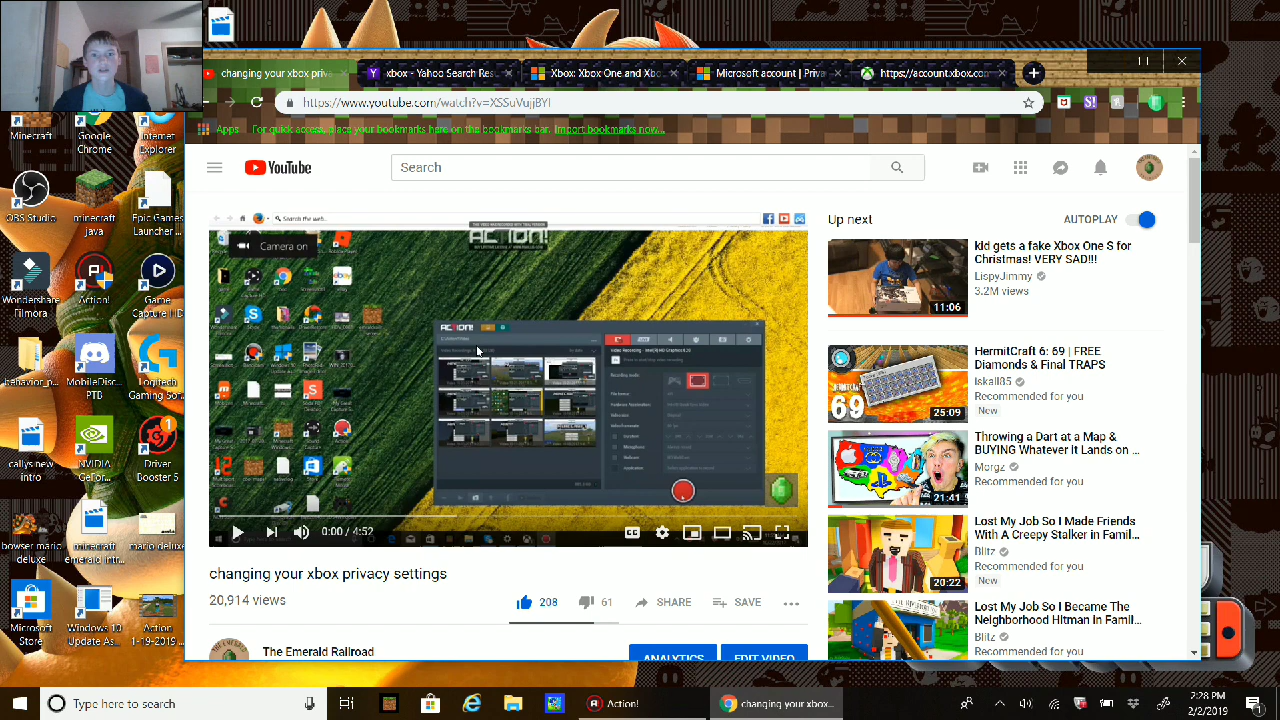 changing your xbox priva
xbox - Yahoo Search Res
Xbox: Xbox One and Xbo
Microsoft account | Priva
https://account.xbox.com
https://www.youtube.com/watch?v=XSSuVujjBYI
Apps For quick access, place your bookmarks here on the bookmarks bar. Import bookmarks now...
YouTube
Search
Minecraft
Google Chrome
Internet Explorer
OBS Studio
minecraft java
Epic Games Launcher ...
Wondershare Filmora
Action!
Game Capture HD
behavior_p...
MobileDisc... PTB
Logitech Gaming So...
callys new intro
NVIDIA GeFor...
Driver Booster 5
bowser mario deluxe
minecraft emerald intr...
mario deluxe
Microsoft Store
Windows 10 Update As...
Action 1-19-2019 ...
Search the web...
ACTION!
Camera on
ACTION!
0:00 / 4:52
changing your xbox privacy settings
20,914 views
208
61
SHARE
SAVE
The Emerald Railroad
ANALYTICS
EDIT VIDEO
Up next
AUTOPLAY
kid gets a fake Xbox One S for
Christmas! VERY SAD!!!
LispyJimmy
3.2M views
11:06
HermitCraft 6: 69 | FREE
Diamonds & Final TRAPS
Iskall85
Recommended for you
New
69
25:09
Throwing a Dart at a Map &
BUYING Whatever It Lands on ...
Morgz
Recommended for you
21:41
Lost My Job So I Made Friends
With A Creepy Stalker in Famil...
Blitz
Recommended for you
New
20:22
Lost My Job So I Became The
Neighborhood Hitman in Famil...
Blitz
Recommended for you
Type here to search
Action!
changing your xbox...
2:28 PM
2/2/2019